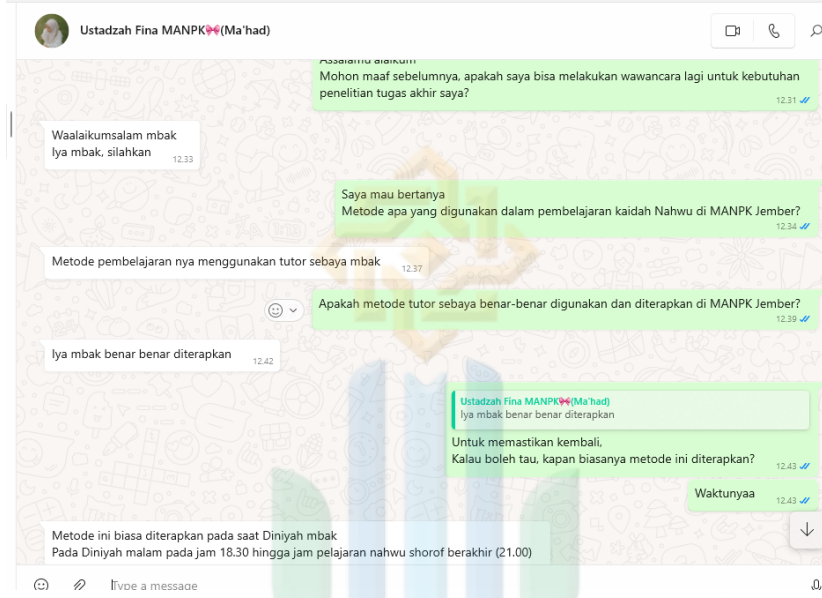 Ustadzah Fina MANPK🎀(Ma'had)
Assalamu alaikum
Mohon maaf sebelumnya, apakah saya bisa melakukan wawancara lagi untuk kebutuhan
penelitian tugas akhir saya?
12.31
Waalaikumsalam mbak
Iya mbak, silahkan
12.33
Saya mau bertanya
Metode apa yang digunakan dalam pembelajaran kaidah Nahwu di MANPK Jember?
12.34
Metode pembelajaran nya menggunakan tutor sebaya mbak
12.37
Apakah metode tutor sebaya benar-benar digunakan dan diterapkan di MANPK Jember?
12.39
Iya mbak benar benar diterapkan
12.42
Ustadzah Fina MANPK🎀(Ma'had)
Iya mbak benar benar diterapkan
Untuk memastikan kembali,
Kalau boleh tau, kapan biasanya metode ini diterapkan?
12.43
Waktunyaa
12.43
Metode ini biasa diterapkan pada saat Diniyah mbak
Pada Diniyah malam pada jam 18.30 hingga jam pelajaran nahwu shorof berakhir (21.00)
Type a message